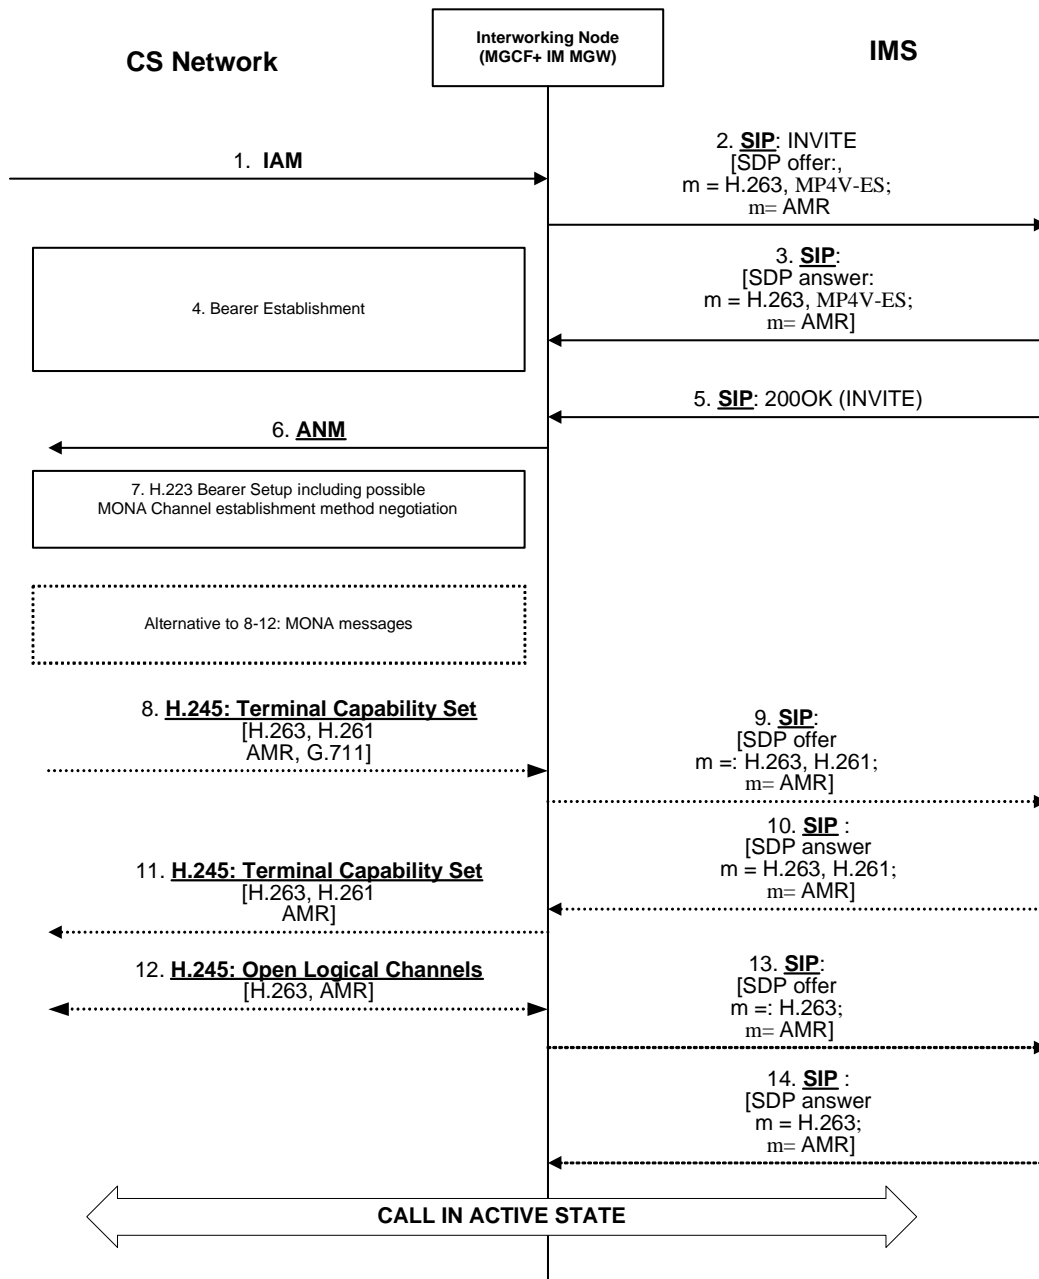 Interworking Node
(MGCF+ IM MGW)
CS Network
IMS
1. IAM
2. SIP: INVITE
[SDP offer:,
m = H.263, MP4V-ES;
m= AMR
3. SIP:
[SDP answer:
m = H.263, MP4V-ES;
m= AMR]
4. Bearer Establishment
5. SIP: 200OK (INVITE)
6. ANM
7. H.223 Bearer Setup including possible
MONA Channel establishment method negotiation
Alternative to 8-12: MONA messages
8. H.245: Terminal Capability Set
[H.263, H.261
AMR, G.711]
9. SIP:
[SDP offer
m =: H.263, H.261;
m= AMR]
10. SIP :
[SDP answer
m = H.263, H.261;
m= AMR]
11. H.245: Terminal Capability Set
[H.263, H.261
AMR]
12. H.245: Open Logical Channels
[H.263, AMR]
13. SIP:
[SDP offer
m =: H.263;
m= AMR]
14. SIP :
[SDP answer
m = H.263;
m= AMR]
CALL IN ACTIVE STATE